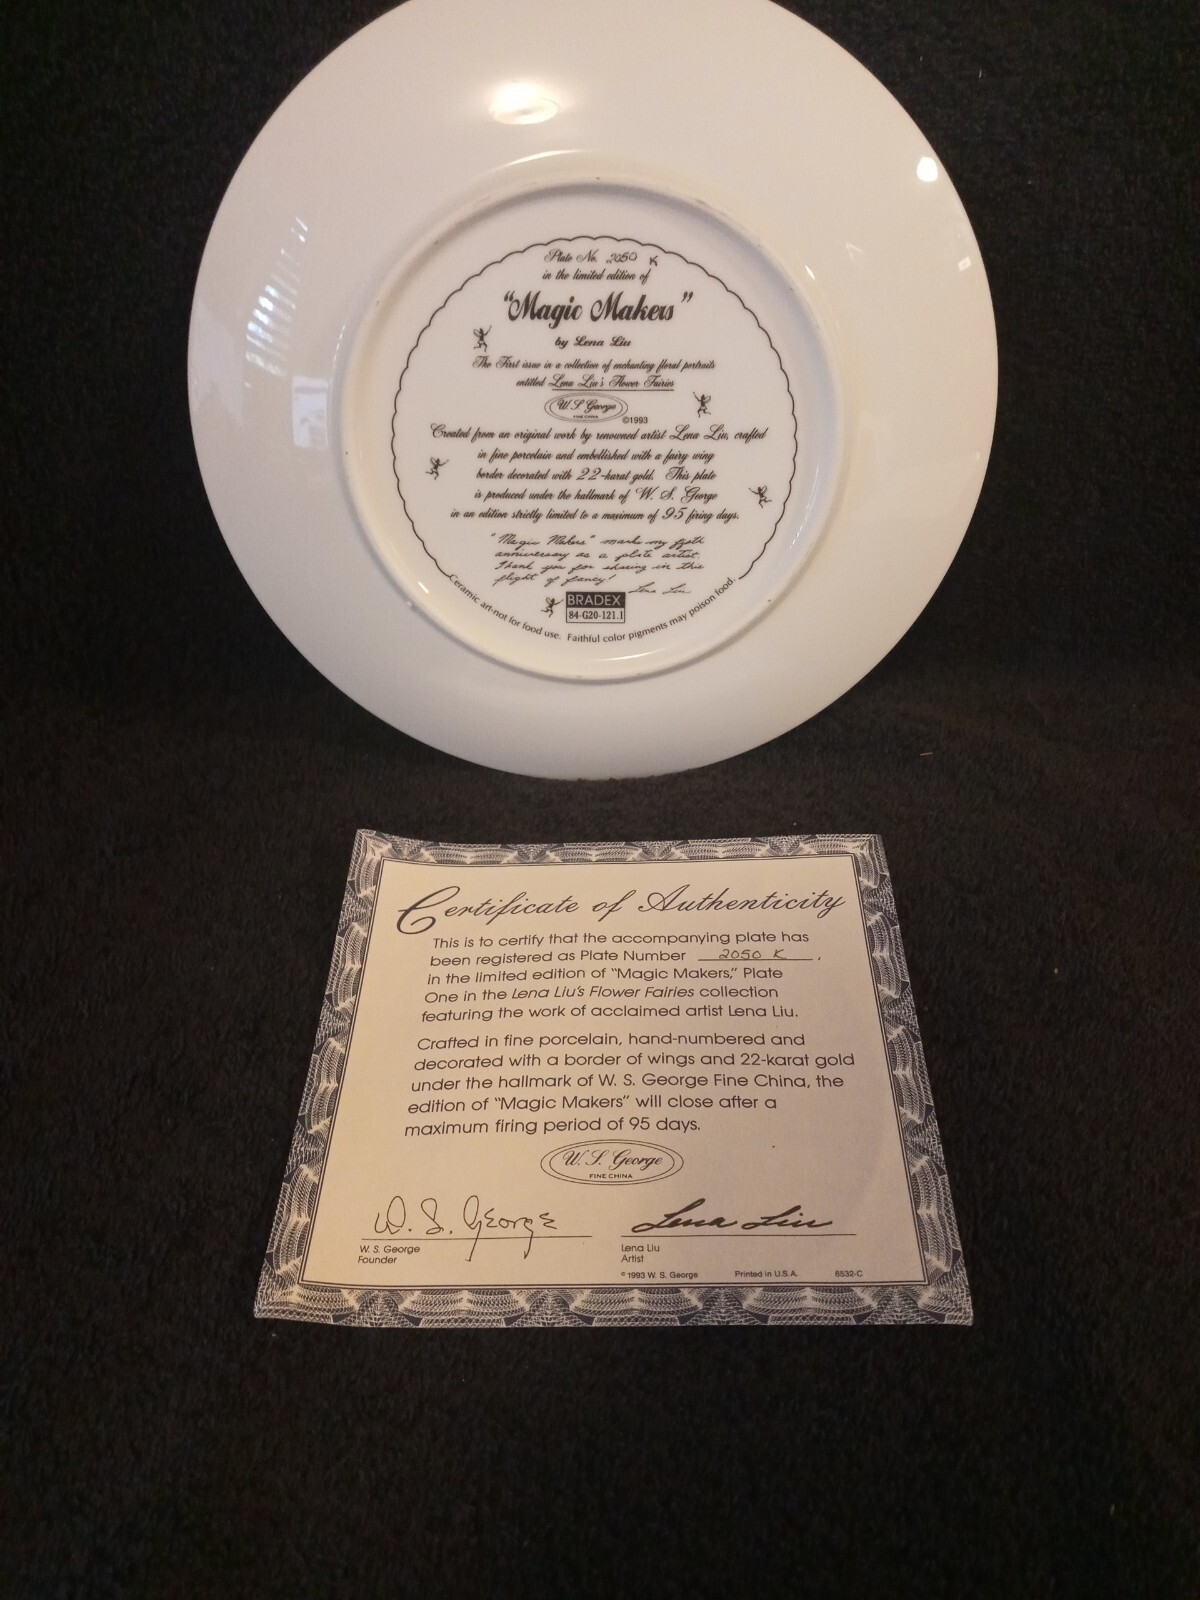 Plate No. 2050 K
in the limited edition of
"Magic Makers"
by Lena Liu
The First issue in a collection of enchanting floral portraits
entitled Lena Liu's Flower Fairies
W. S. George
FINE CHINA
©1993
Created from an original work by renowned artist Lena Liu, crafted
in fine porcelain and embellished with a fairy wing
border decorated with 22-karat gold. This plate
is produced under the hallmark of W. S. George
in an edition strictly limited to a maximum of 95 firing days.
"Magic Makers" marks my fifth
anniversary as a plate artist.
Thank you for sharing in this
flight of fancy!
Lena Liu
BRADEX
84-G20-121.1
Ceramic art-not for food use. Faithful color pigments may poison food.
Certificate of Authenticity
This is to certify that the accompanying plate has
been registered as Plate Number 2050 K,
in the limited edition of "Magic Makers," Plate
One in the Lena Liu's Flower Fairies collection
featuring the work of acclaimed artist Lena Liu.
Crafted in fine porcelain, hand-numbered and
decorated with a border of wings and 22-karat gold
under the hallmark of W. S. George Fine China, the
edition of "Magic Makers" will close after a
maximum firing period of 95 days.
W. S. George
FINE CHINA
W. S. George
Lena Liu
W. S. George
Founder
Lena Liu
Artist
©1993 W. S. George Printed in U.S.A. 6532-C